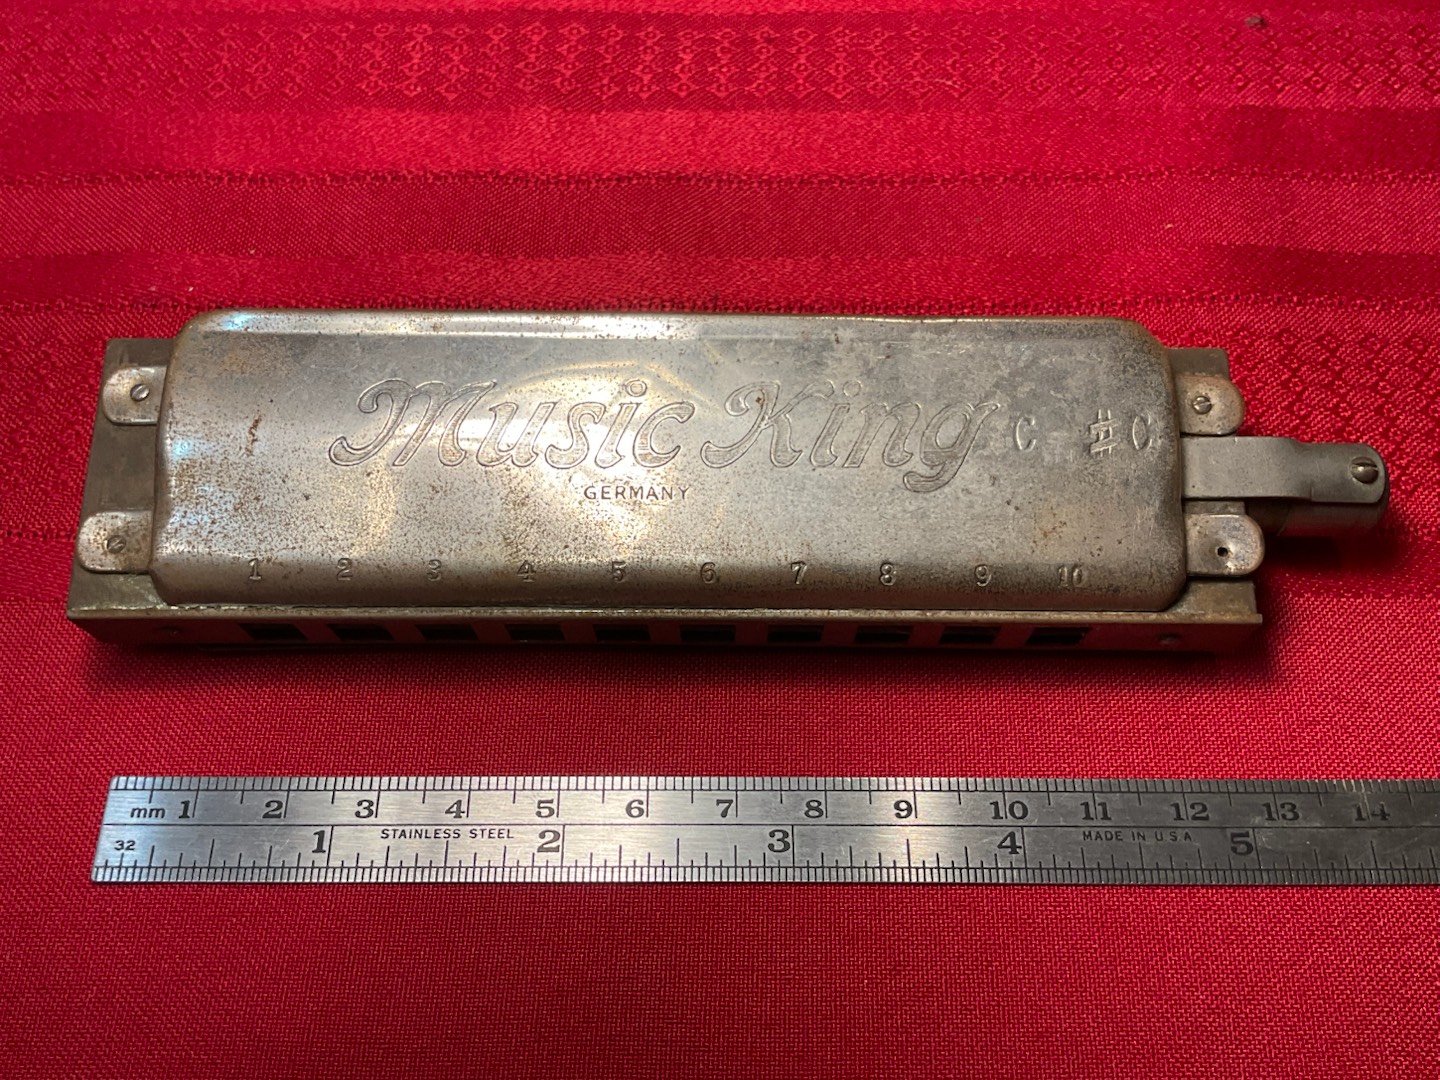 Music King C #C
GERMANY
1 2 3 4 5 6 7 8 9 10
mm 1 2 3 4 5 6 7 8 9 10 11 12 13 14
32 1 STAINLESS STEEL 2 3 4 MADE IN U S A 5